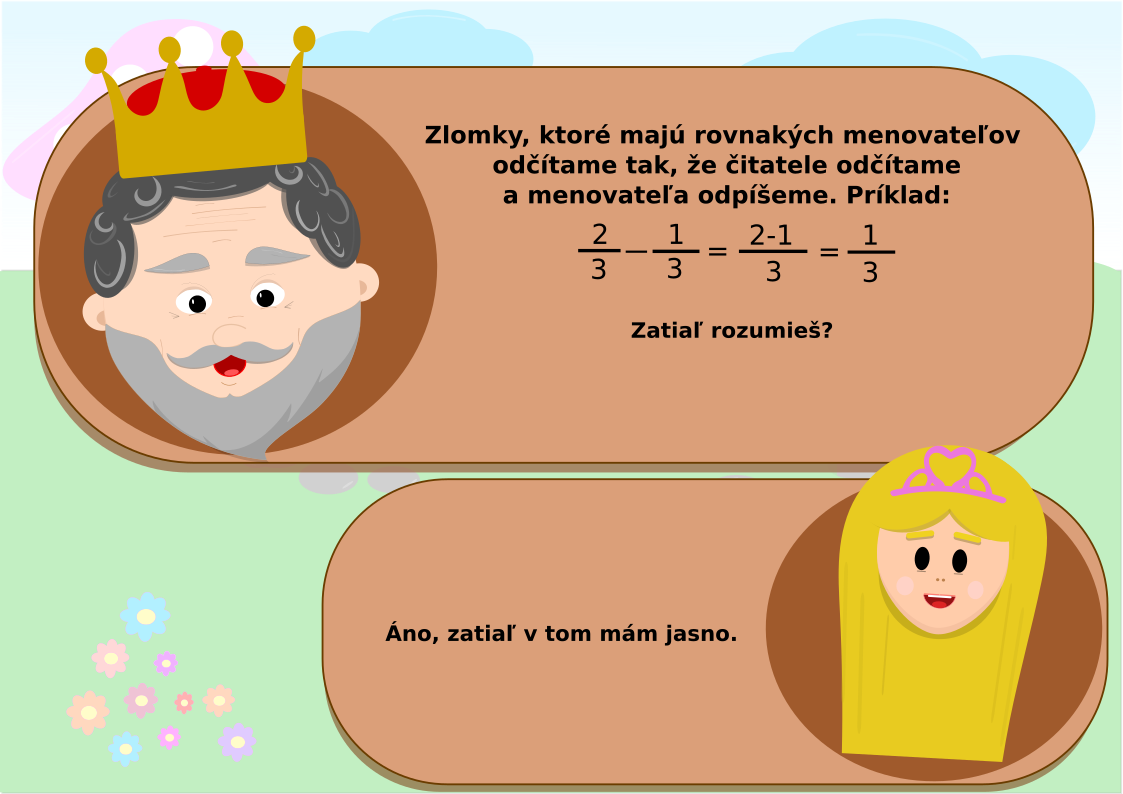 Zlomky, ktoré majú rovnakých menovateľov
odčítame tak, že čitatele odčítame
a menovateľa odpíšeme. Príklad:
2/3 — 1/3 = 2-1/3 = 1/3
Zatiaľ rozumieš?
Áno, zatiaľ v tom mám jasno.